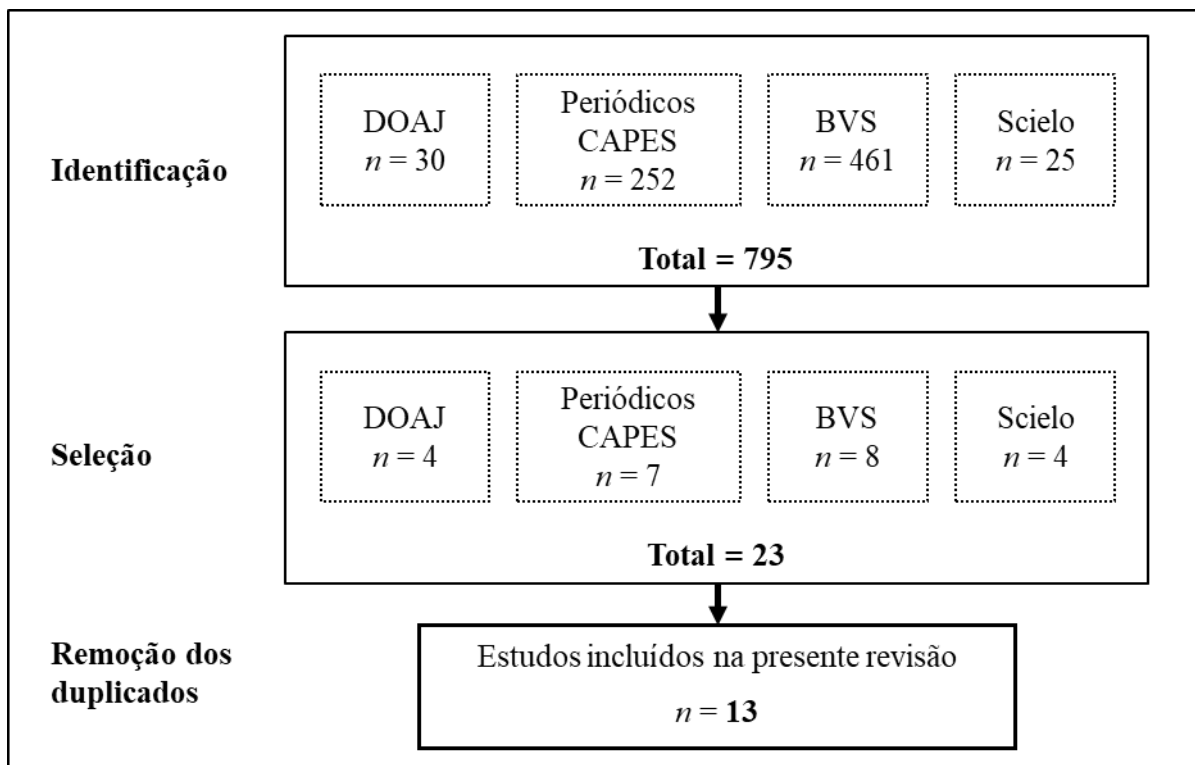 Identificação
DOAJ
n = 30
Periódicos
CAPES
n = 252
BVS
n = 461
Scielo
n = 25
Total = 795
Seleção
DOAJ
n = 4
Periódicos
CAPES
n = 7
BVS
n = 8
Scielo
n = 4
Total = 23
Remoção dos
duplicados
Estudos incluídos na presente revisão
n = 13